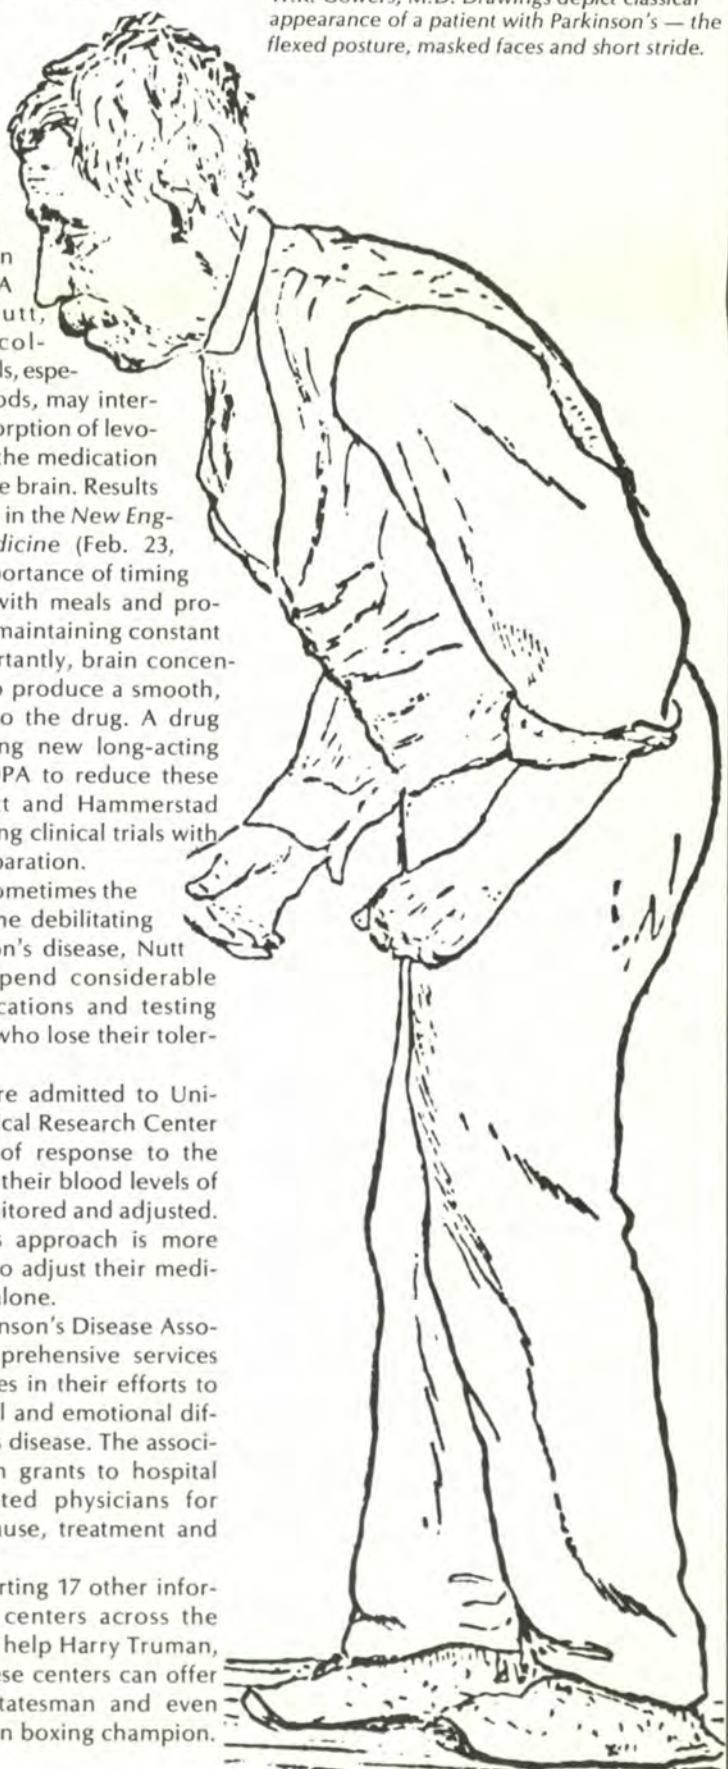 W.R. Gowers, M.D. Drawings depict classical
appearance of a patient with Parkinson's — the
flexed posture, masked faces and short stride.
n
A
utt,
col-
ls, espe-
ods, may inter-
orption of levo-
the medication
e brain. Results
in the New Eng-
dicine (Feb. 23,
portance of timing
with meals and pro-
maintaining constant
rtantly, brain concen-
o produce a smooth,
o the drug. A drug
ng new long-acting
PA to reduce these
tt and Hammerstad
ng clinical trials with
paration.
ometimes the
he debilitating
on's disease, Nutt
pend considerable
cations and testing
who lose their toler-
re admitted to Uni-
ical Research Center
of response to the
their blood levels of
itored and adjusted.
s approach is more
o adjust their medi-
lone.
nson's Disease Asso-
prehensive services
es in their efforts to
l and emotional dif-
s disease. The associ-
n grants to hospital
ted physicians for
ause, treatment and
rting 17 other infor-
centers across the
help Harry Truman,
ese centers can offer
tatesman and even
n boxing champion.